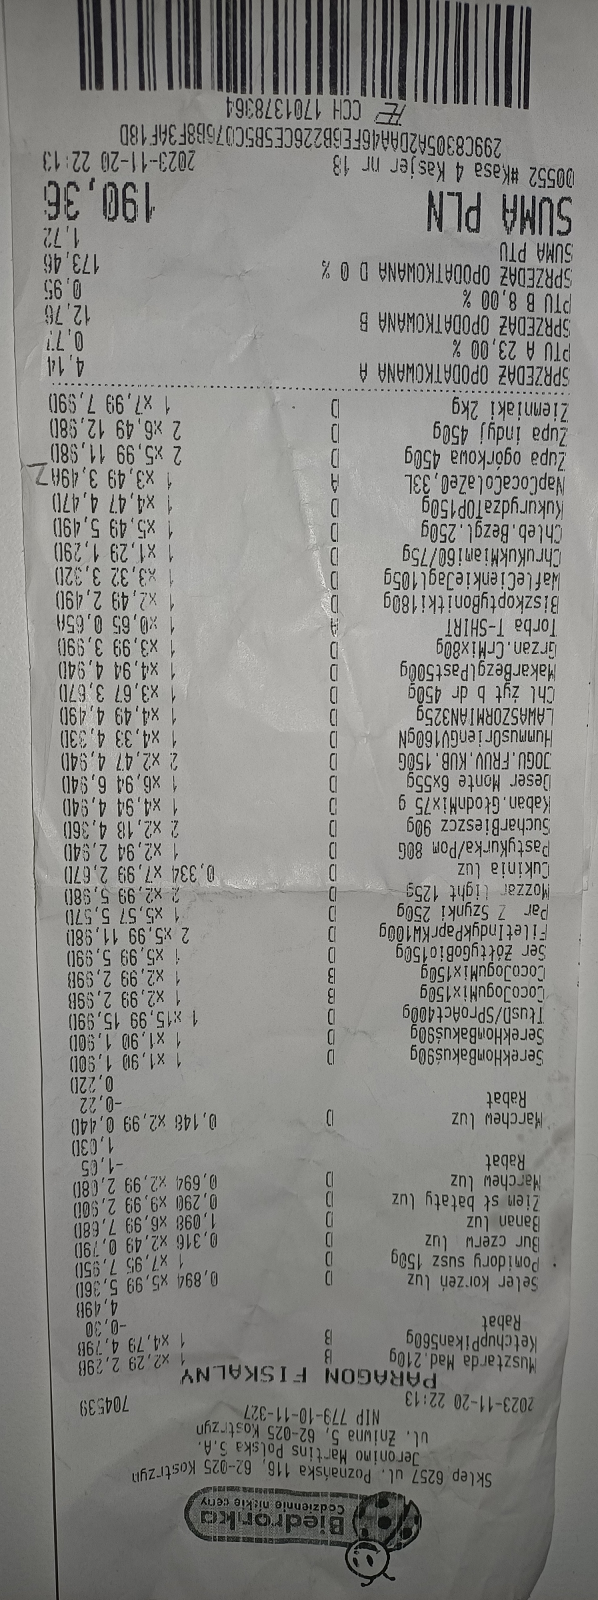 Biedronka
Codziennie niskie ceny
Sklep 6257 ul. Poznańska 116, 62-025 Kostrzyn
Jeronimo Martins Polska S.A.
ul. Żniwna 5, 62-025 Kostrzyn
NIP 779-10-11-327
2023-11-20 22:13 704539
PARAGON FISKALNY
Musztarda Mad.210g B 1 x2,29 2,29B
KetchupPikan560g B 1 x4,79 4,79B
Rabat -0,30
4,49B
Seler korzeń luz D 0,894 x5,99 5,36D
Pomidory susz 150g D 1 x7,95 7,95D
Bur czerw luz D 0,316 x2,49 0,79D
Banan luz D 1,098 x6,99 7,68D
Ziem sł bataty luz D 0,290 x9,99 2,90D
Marchew luz D 0,694 x2,99 2,08D
Rabat -1,05
1,03D
Marchew luz D 0,148 x2,99 0,44D
Rabat -0,22
0,22D
SerekHomBakuś90g D 1 x1,90 1,90D
SerekHomBakuś90g D 1 x1,90 1,90D
TłusD/SProAct400g D 1 x15,99 15,99D
CocoJoguMix150g B 1 x2,99 2,99B
CocoJoguMix150g B 1 x2,99 2,99B
Ser ŻółtyGoBio150g D 1 x5,99 5,99D
FiletIndykPaprKW100g D 2 x5,99 11,98D
Par Z Szynki 250g D 1 x5,57 5,57D
Mozzar Light 125g D 2 x2,99 5,98D
Cukinia luz D 0,334 x7,99 2,67D
PastyKurka/Pom 80G D 1 x2,94 2,94D
SucharBieszcz 90g D 2 x2,18 4,36D
Kaban.GłodnMix75 g D 1 x4,94 4,94D
Deser Monte 6x55g D 1 x6,94 6,94D
JOGU.FRUV.KUB.150G D 2 x2,47 4,94D
HummusOrienGV160gN D 1 x4,33 4,33D
LAWASZORMIAN325g D 1 x4,49 4,49D
Chl żyt b dr 450g D 1 x3,67 3,67D
MakarBezglPast500g D 1 x4,94 4,94D
Grzan.CrMix80g D 1 x3,99 3,99D
Torba T-SHIRT A 1 x0,65 0,65A
BiszkoptyBonitki180g D 1 x2,49 2,49D
WafleCienkieJagl105g D 1 x3,32 3,32D
ChruKukMiami60/75g D 1 x1,29 1,29D
Chleb.Bezgl.250g D 1 x5,49 5,49D
KukurydzaTOP150g D 1 x4,47 4,47D
NapCocaColaZe0,33L A 1 x3,49 3,49A
Zupa ogórkowa 450g D 2 x5,99 11,98D
Zupa indyj 450g D 2 x6,49 12,98D
Ziemniaki 2kg D 1 x7,99 7,99D
SPRZEDAŻ OPODATKOWANA A 4,14
PTU A 23,00 % 0,77
SPRZEDAŻ OPODATKOWANA B 12,76
PTU B 8,00 % 0,95
SPRZEDAŻ OPODATKOWANA D 0 % 173,46
SUMA PTU 1,72
SUMA PLN 190,36
00552 #Kasa 4 Kasjer nr 18 2023-11-20 22:13
CCH 1701378364